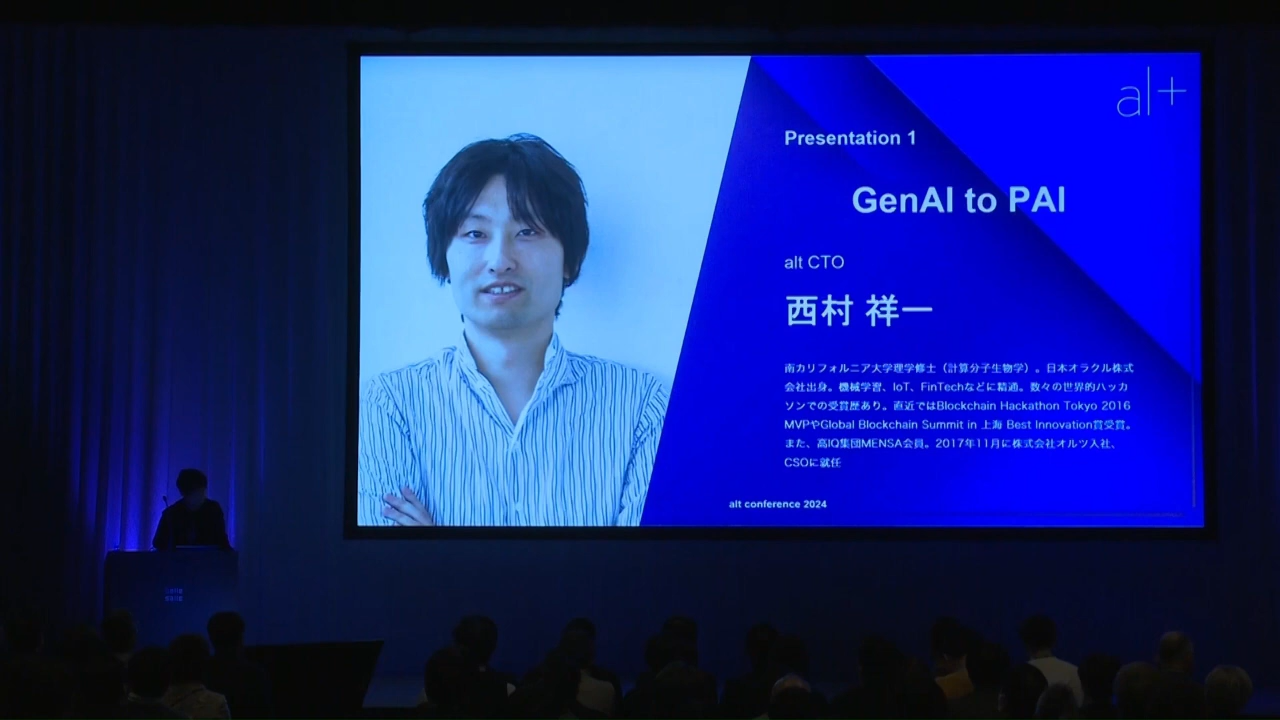 al+
Presentation 1
GenAI to PAI
alt CTO
西村 祥一
南カリフォルニア大学理学修士（計算分子生物学）。日本オラクル株式
会社出身。機械学習、IoT、FinTechなどに精通。数々の世界的ハッカ
ソンでの受賞歴あり。直近ではBlockchain Hackathon Tokyo 2016
MVPやGlobal Blockchain Summit in 上海 Best Innovation賞受賞。
また、高IQ集団MENSA会員。2017年11月に株式会社オルツ入社、
CSOに就任
alt conference 2024